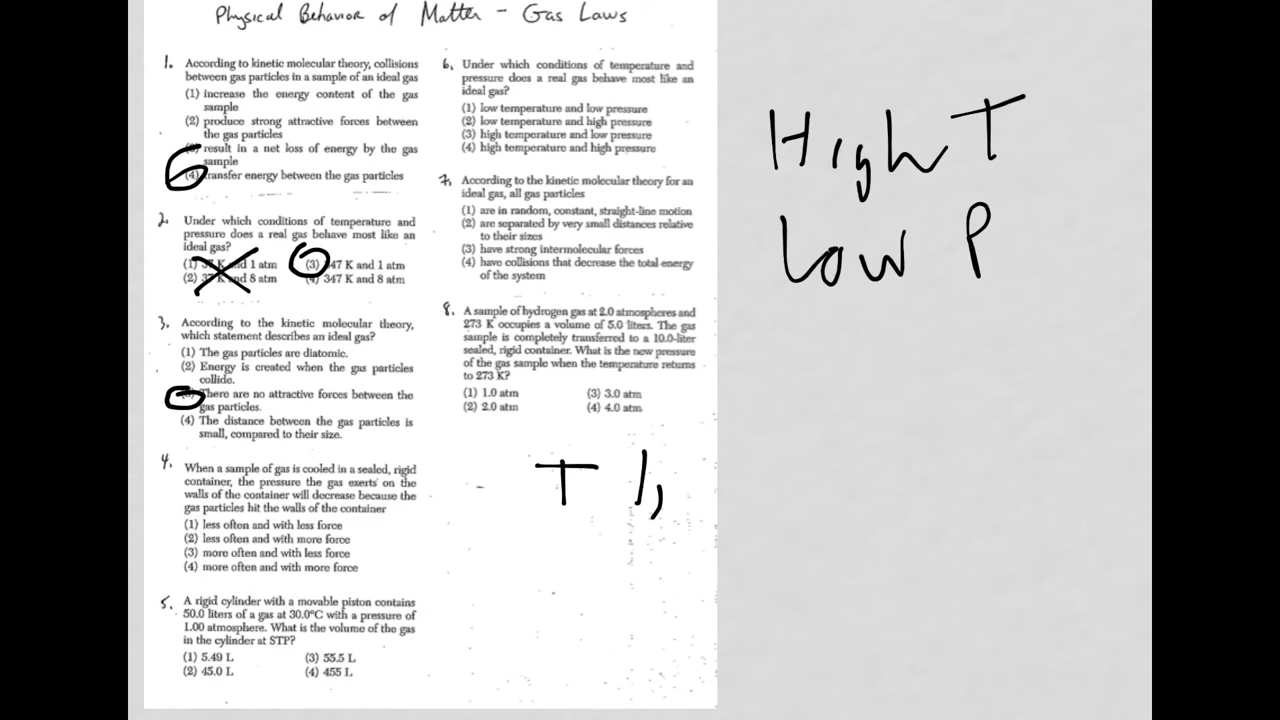 Physical Behavior of Matter - Gas Laws
1. According to kinetic molecular theory, collisions
between gas particles in a sample of an ideal gas
(1) increase the energy content of the gas
sample
(2) produce strong attractive forces between
the gas particles
result in a net loss of energy by the gas
sample
(4) transfer energy between the gas particles
2. Under which conditions of temperature and
pressure does a real gas behave most like an
ideal gas?
(1) 37 K and 1 atm
(2) 37 K and 8 atm
(3) 347 K and 1 atm
(4) 347 K and 8 atm
3. According to the kinetic molecular theory,
which statement describes an ideal gas?
(1) The gas particles are diatomic.
(2) Energy is created when the gas particles
collide.
There are no attractive forces between the
gas particles.
(4) The distance between the gas particles is
small, compared to their size.
4. When a sample of gas is cooled in a sealed, rigid
container, the pressure the gas exerts on the
walls of the container will decrease because the
gas particles hit the walls of the container
(1) less often and with less force
(2) less often and with more force
(3) more often and with less force
(4) more often and with more force
5. A rigid cylinder with a movable piston contains
50.0 liters of a gas at 30.0°C with a pressure of
1.00 atmosphere. What is the volume of the gas
in the cylinder at STP?
(1) 5.49 L
(2) 45.0 L
(3) 55.5 L
(4) 455 L
6. Under which conditions of temperature and
pressure does a real gas behave most like an
ideal gas?
(1) low temperature and low pressure
(2) low temperature and high pressure
(3) high temperature and low pressure
(4) high temperature and high pressure
7. According to the kinetic molecular theory for an
ideal gas, all gas particles
(1) are in random, constant, straight-line motion
(2) are separated by very small distances relative
to their sizes
(3) have strong intermolecular forces
(4) have collisions that decrease the total energy
of the system
8. A sample of hydrogen gas at 2.0 atmospheres and
273 K occupies a volume of 5.0 liters. The gas
sample is completely transferred to a 10.0-liter
sealed, rigid container. What is the new pressure
of the gas sample when the temperature returns
to 273 K?
(1) 1.0 atm
(2) 2.0 atm
(3) 3.0 atm
(4) 4.0 atm
T
High T
Low P